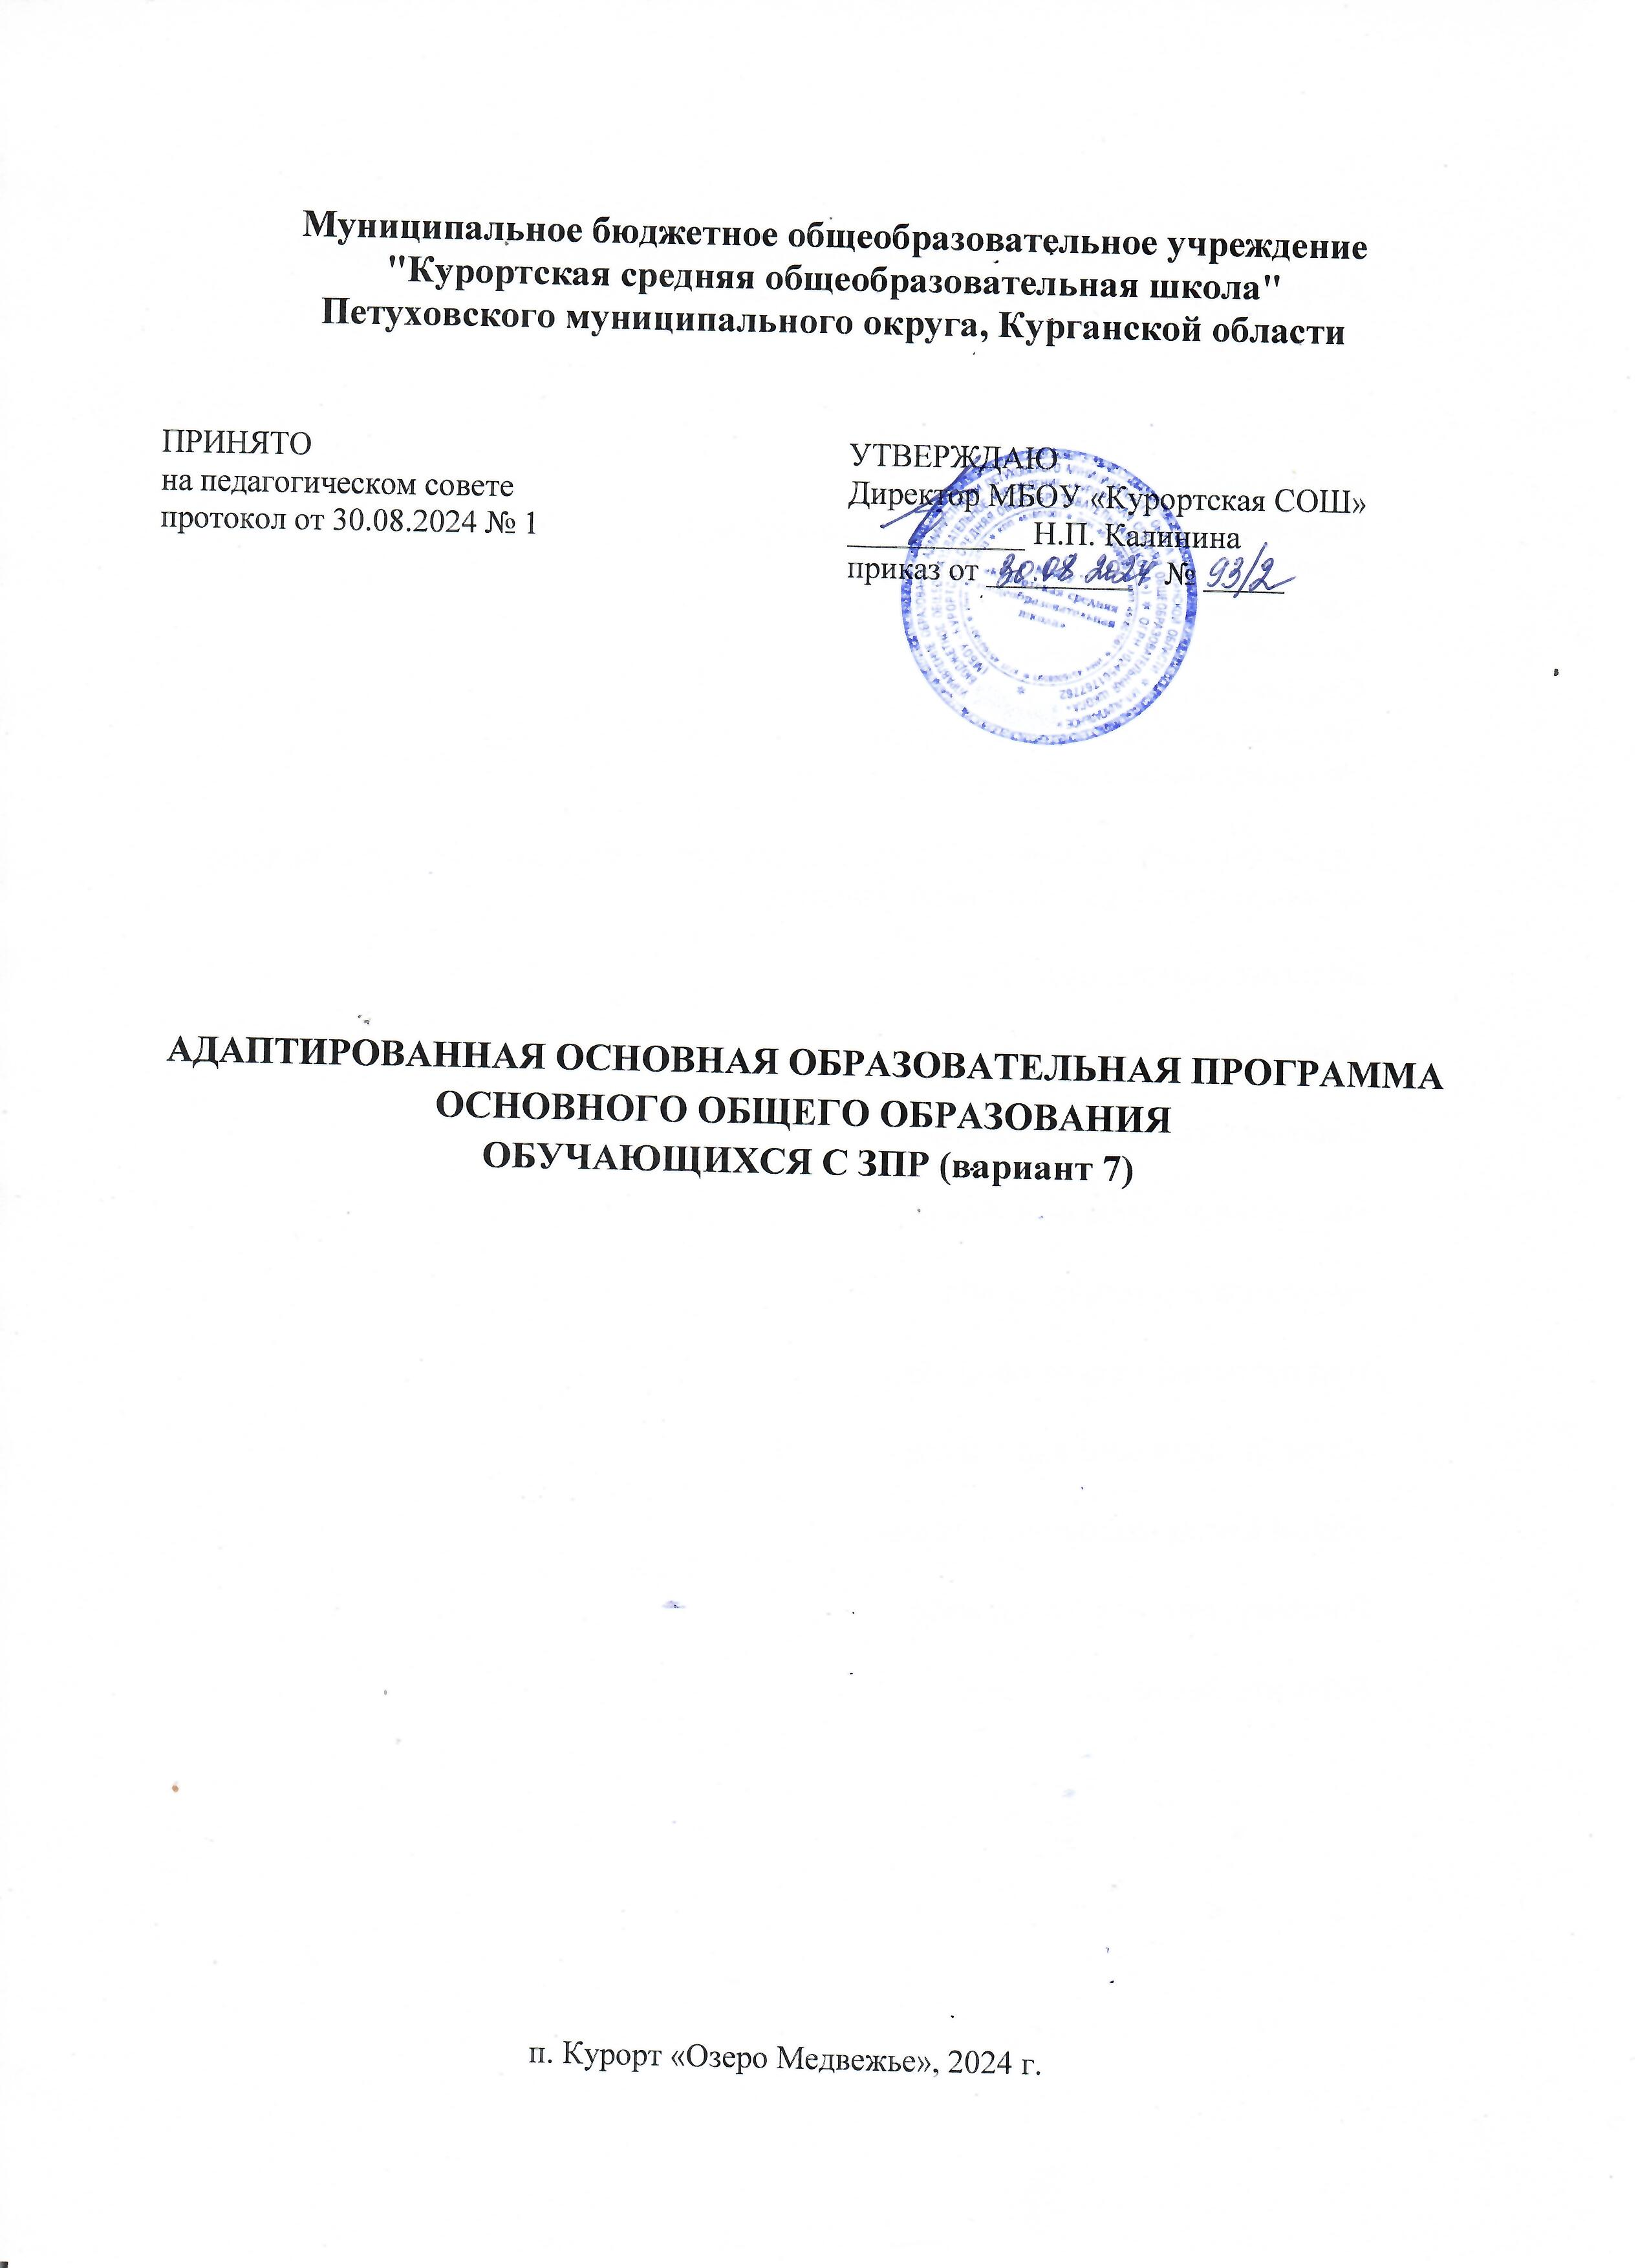 Муниципальное бюджетное общеобразовательное учреждение
"Курортская средняя общеобразовательная школа"
Петуховского муниципального округа, Курганской области
ПРИНЯТО
на педагогическом совете
протокол от 30.08.2024 № 1
УТВЕРЖДАЮ
Директор МБОУ «Курортская СОШ»
___________ Н.П. Калинина
приказ от 30.08 2024 № 93/2
средняя
АДАПТИРОВАННАЯ ОСНОВНАЯ ОБРАЗОВАТЕЛЬНАЯ ПРОГРАММА
ОСНОВНОГО ОБЩЕГО ОБРАЗОВАНИЯ
ОБУЧАЮЩИХСЯ С ЗПР (вариант 7)
п. Курорт «Озеро Медвежье», 2024 г.